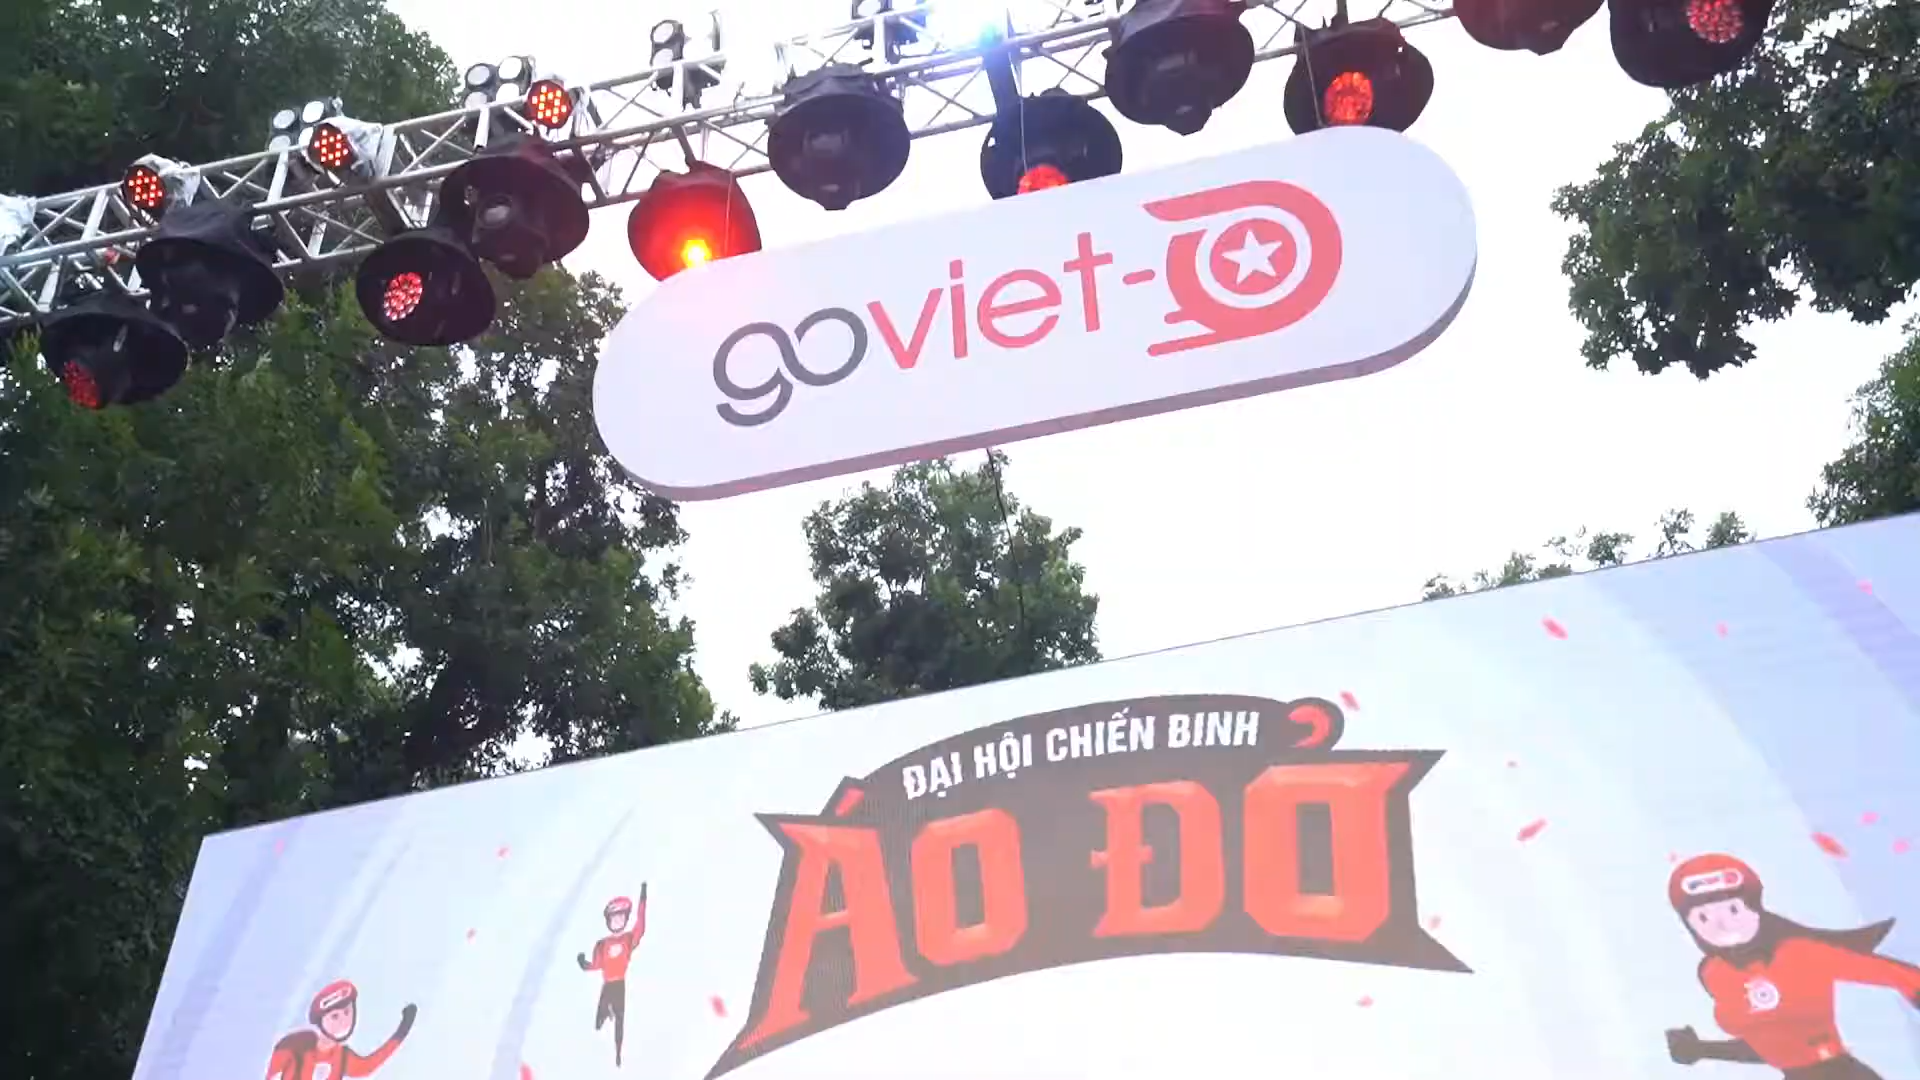 goviet-
ĐẠI HỘI CHIẾN BINH
ÁO ĐỎ